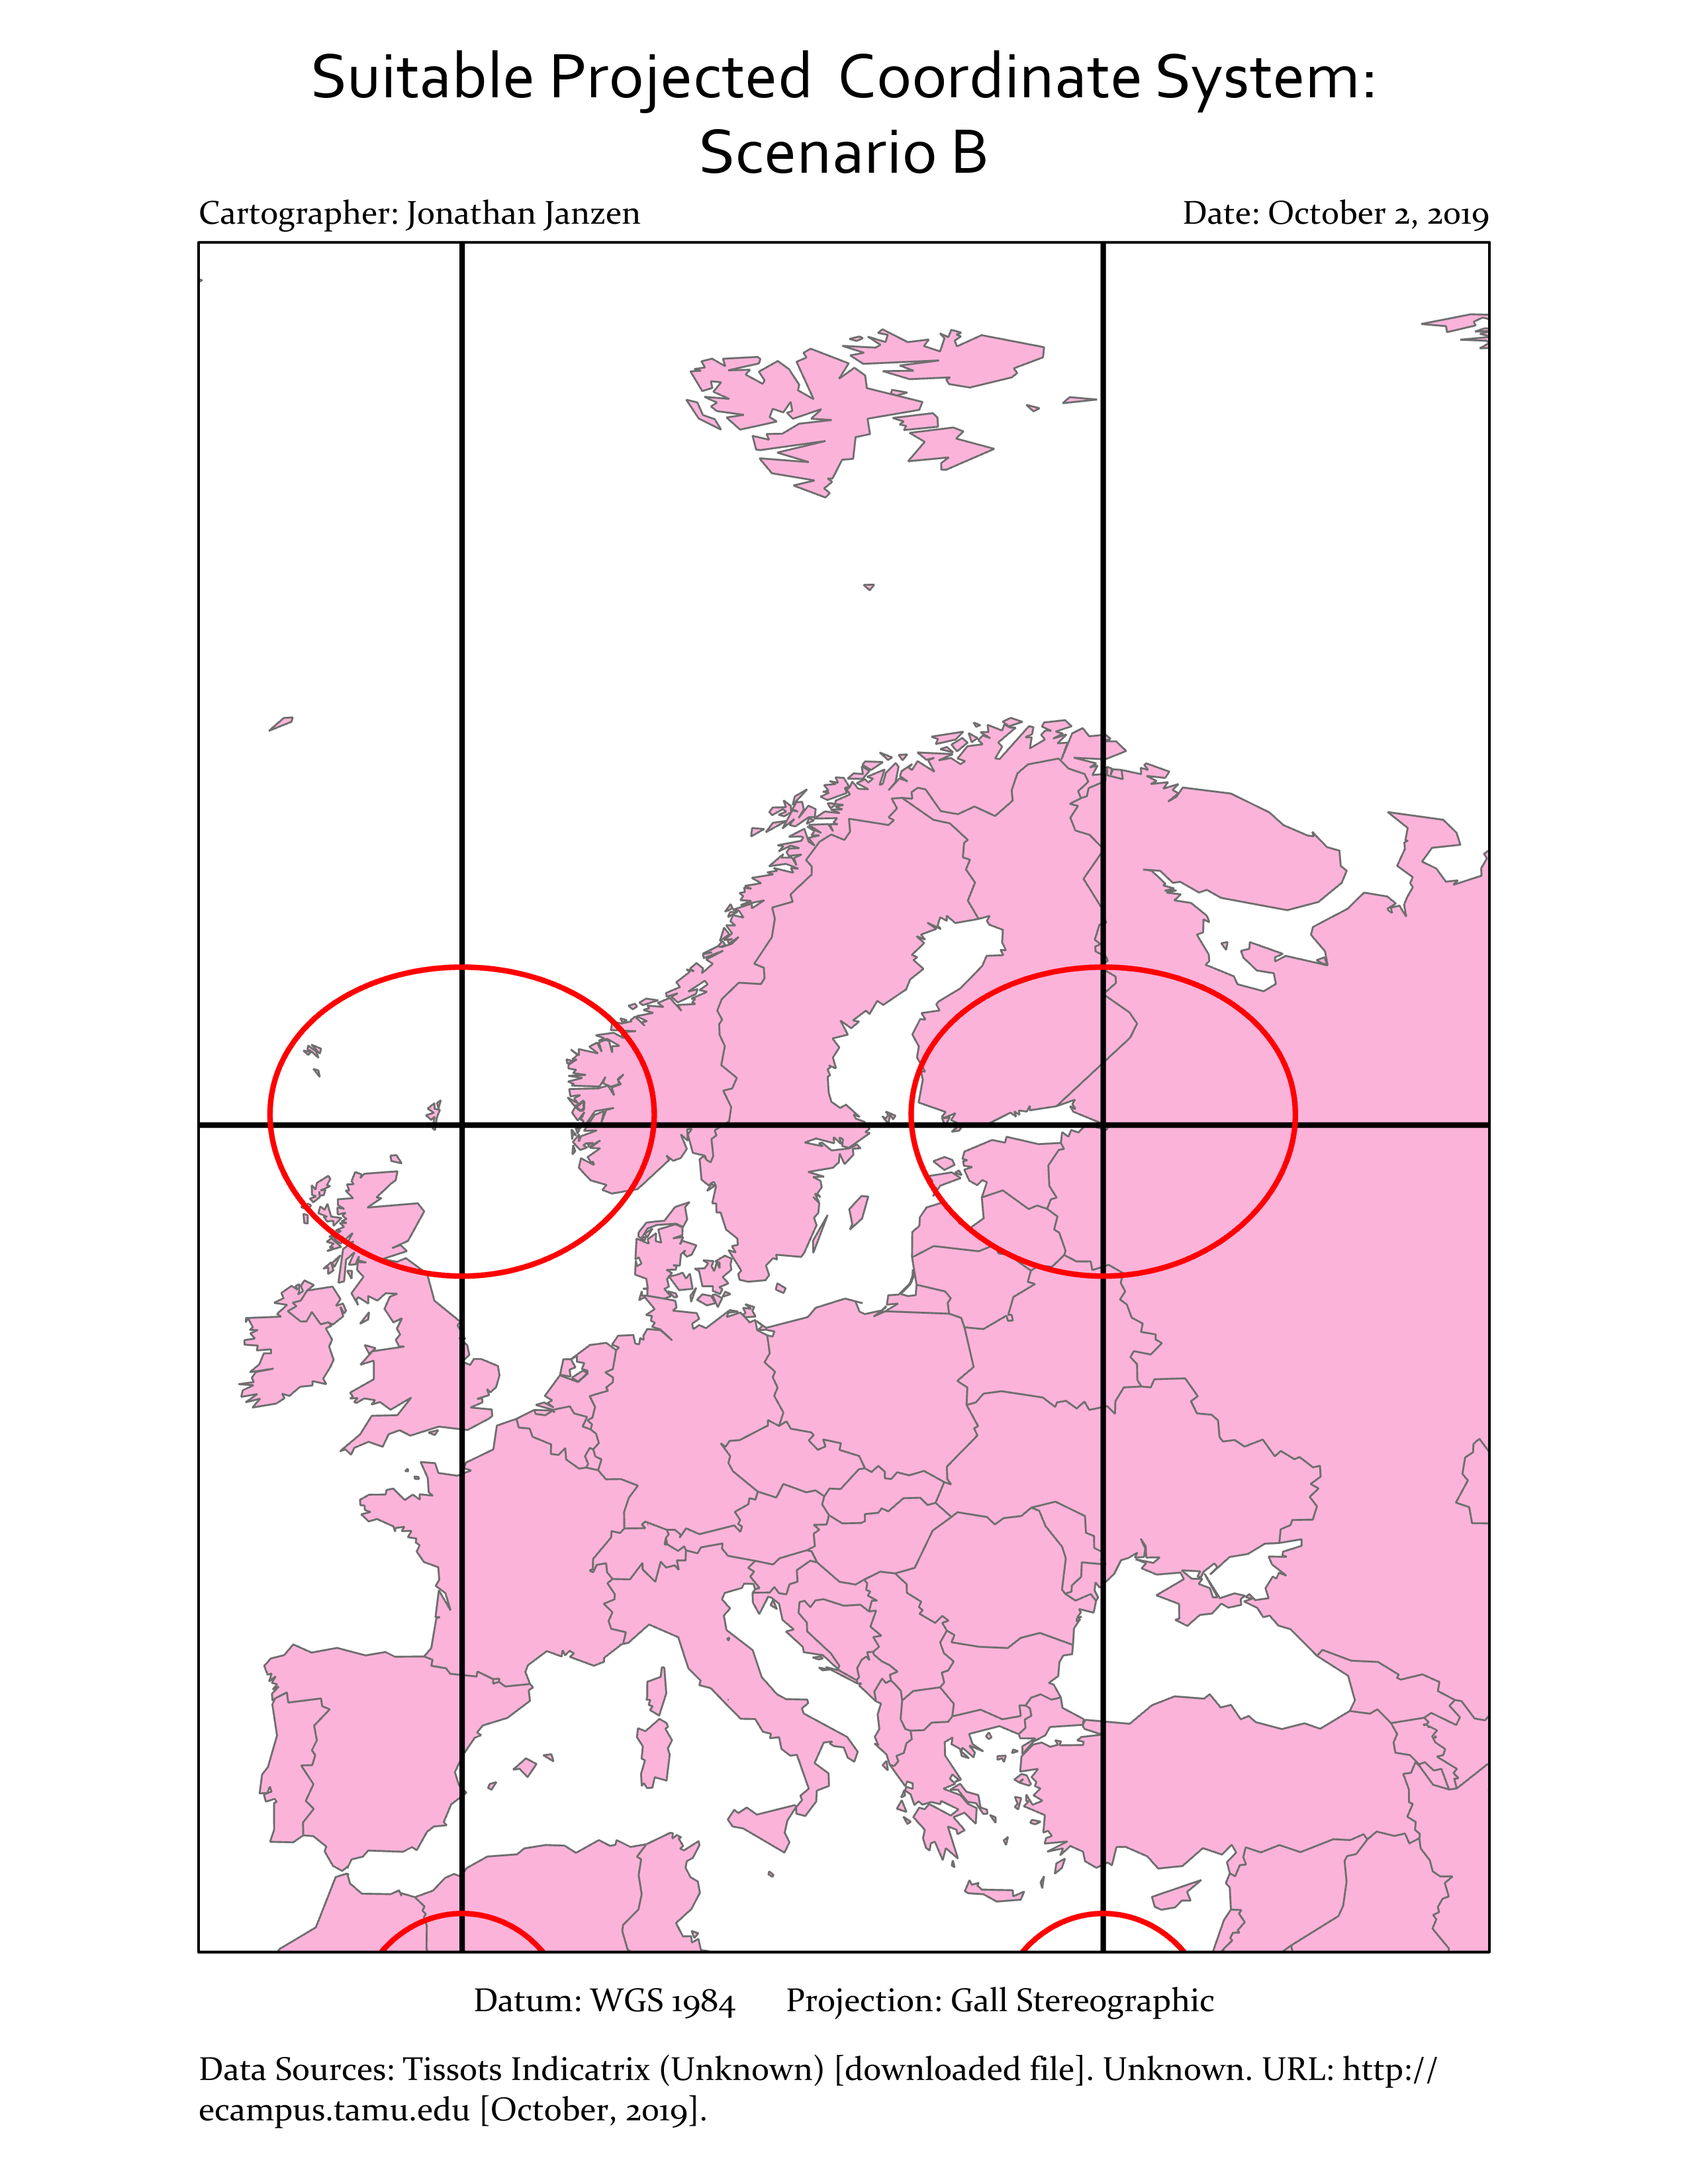 Suitable Projected  Coordinate System:
Scenario B
Cartographer: Jonathan Janzen
Date: October 2, 2019
Datum: WGS 1984      Projection: Gall Stereographic
Data Sources: Tissots Indicatrix (Unknown) [downloaded file]. Unknown. URL: http://
ecampus.tamu.edu [October, 2019].